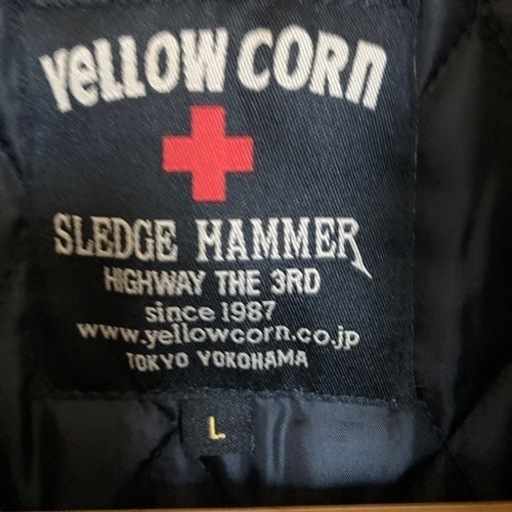 YeLLOW CORn
SLEDGE HAMMER
HIGHWAY THE 3RD
since 1987
www.yellowcorn.co.jp
TOKYO YOKOHAMA
L